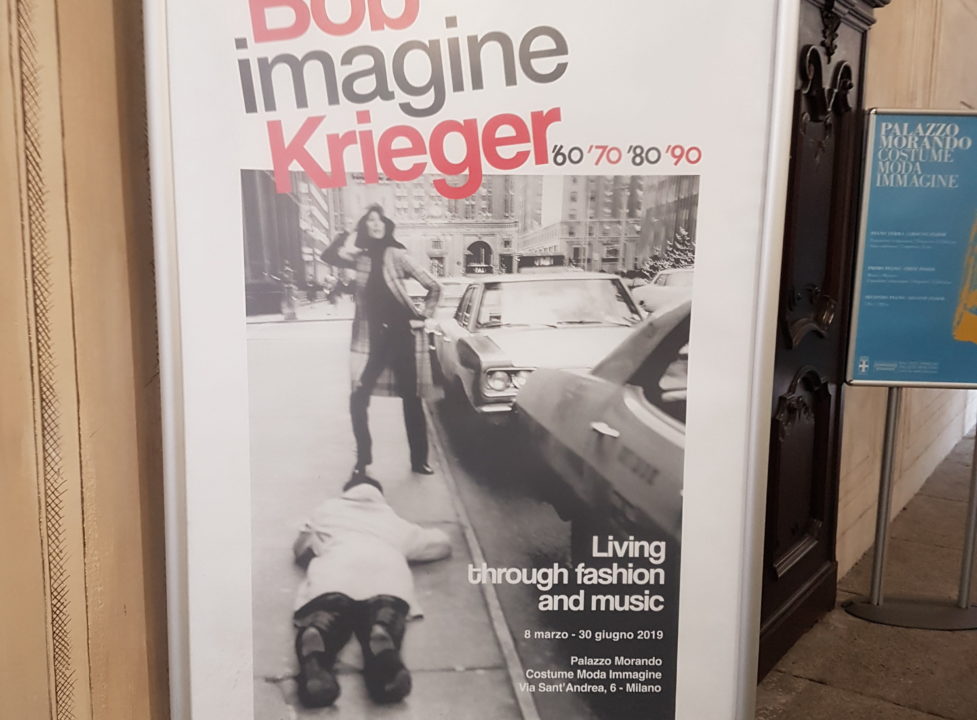 Bob
imagine
Krieger '60 '70 '80 '90
Living
through fashion
and music
8 marzo - 30 giugno 2019
Palazzo Morando
Costume Moda Immagine
Via Sant'Andrea, 6 - Milano
PALAZZO
MORANDO
COSTUME
MODA
IMMAGINE